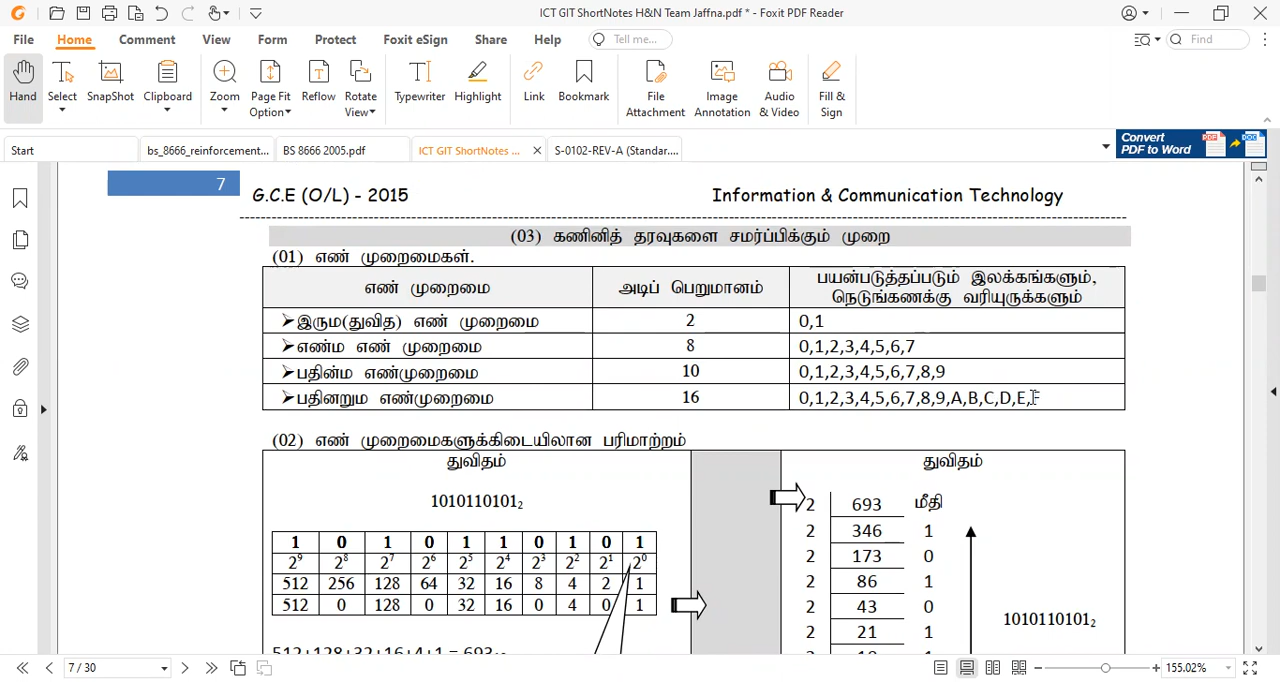 ICT GIT ShortNotes H&N Team Jaffna.pdf * - Foxit PDF Reader
File Home Comment View Form Protect Foxit eSign Share Help Tell me... Find
Hand Select SnapShot Clipboard Zoom Page Fit Option Reflow Rotate View Typewriter Highlight Link Bookmark File Attachment Image Annotation Audio & Video Fill & Sign
Start bs_8666_reinforcement... BS 8666 2005.pdf ICT GIT ShortNotes ... S-0102-REV-A (Standar....
Convert PDF to Word
7 G.C.E (O/L) - 2015 Information & Communication Technology
(03) கணினித் தரவுகளை சமர்ப்பிக்கும் முறை
(01) எண் முறைமைகள்.
எண் முறைமை அடிப் பெறுமானம் பயன்படுத்தப்படும் இலக்கங்களும், நெடுங்கணக்கு வரியுருக்களும்
➢இரும(துவித) எண் முறைமை 2 0,1
➢எண்ம எண் முறைமை 8 0,1,2,3,4,5,6,7
➢பதின்ம எண்முறைமை 10 0,1,2,3,4,5,6,7,8,9
➢பதினறும எண்முறைமை 16 0,1,2,3,4,5,6,7,8,9,A,B,C,D,E,F
(02) எண் முறைமைகளுக்கிடையிலான பரிமாற்றம்
துவிதம்
1010110101₂
1 0 1 0 1 1 0 1 0 1
2⁹ 2⁸ 2⁷ 2⁶ 2⁵ 2⁴ 2³ 2² 2¹ 2⁰
512 256 128 64 32 16 8 4 2 1
512 0 128 0 32 16 0 4 0 1
512+128+32+16+4+1 = 693₁₀
துவிதம்
2 693 மீதி
2 346 1
2 173 0
2 86 1
2 43 0
2 21 1
2 10 1
1010110101₂
7 / 30 155.02%